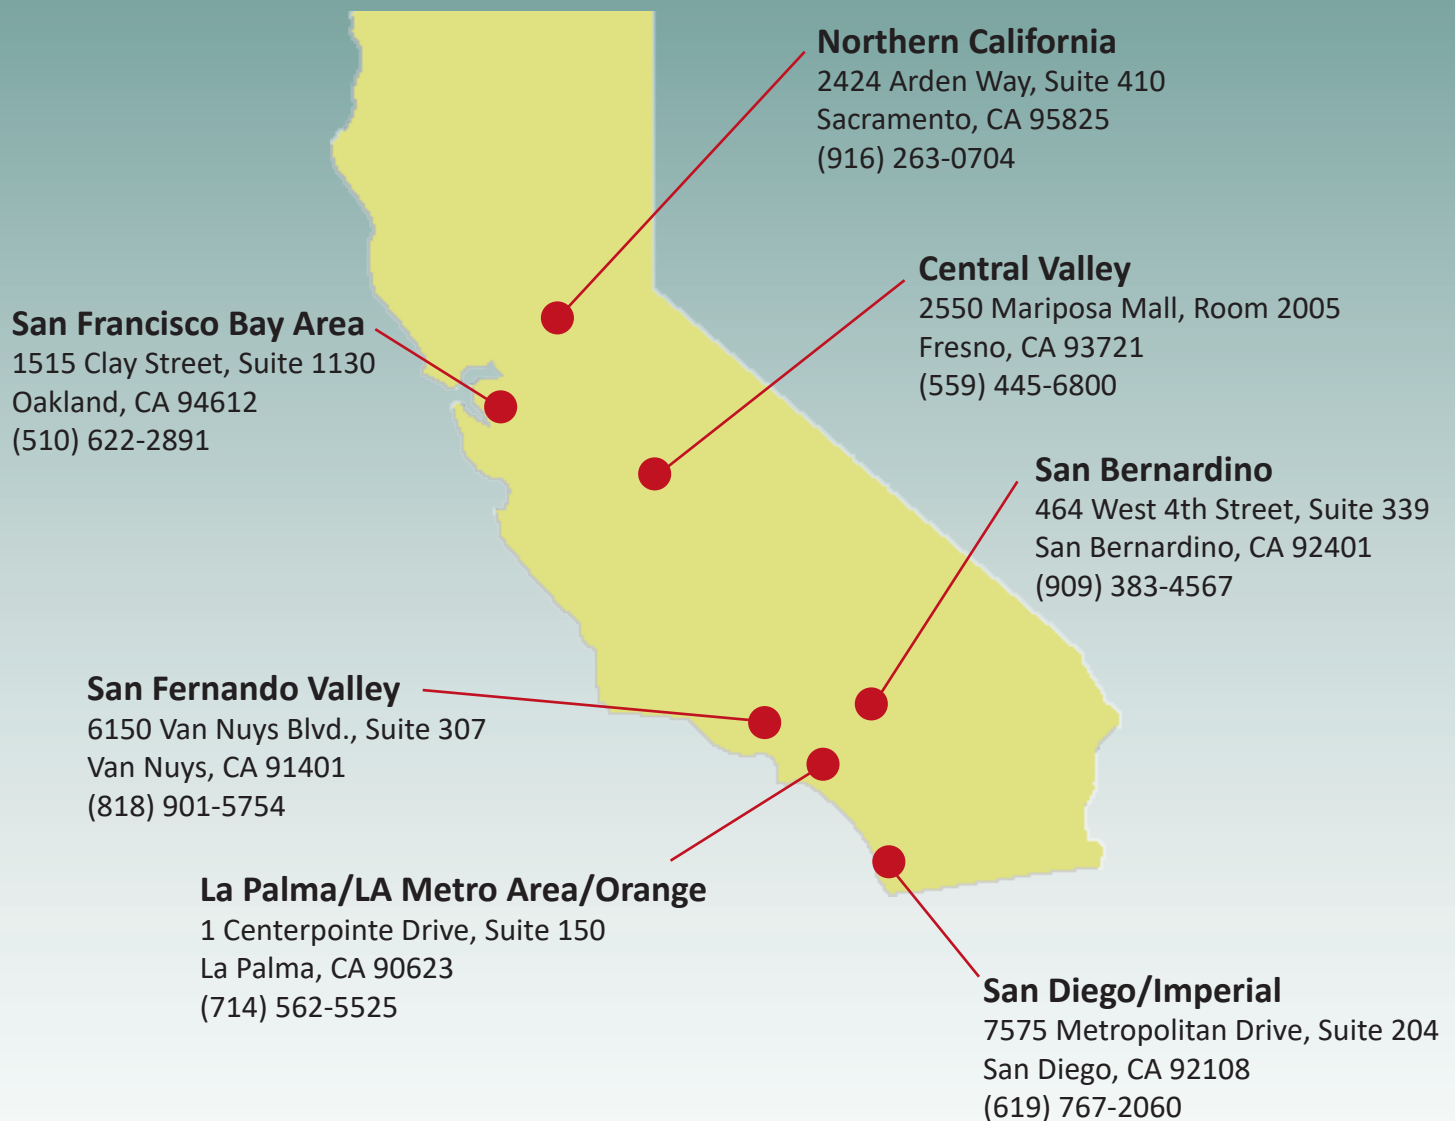 Northern California
2424 Arden Way, Suite 410
Sacramento, CA 95825
(916) 263-0704
Central Valley
2550 Mariposa Mall, Room 2005
Fresno, CA 93721
(559) 445-6800
San Francisco Bay Area
1515 Clay Street, Suite 1130
Oakland, CA 94612
(510) 622-2891
San Bernardino
464 West 4th Street, Suite 339
San Bernardino, CA 92401
(909) 383-4567
San Fernando Valley
6150 Van Nuys Blvd., Suite 307
Van Nuys, CA 91401
(818) 901-5754
La Palma/LA Metro Area/Orange
1 Centerpointe Drive, Suite 150
La Palma, CA 90623
(714) 562-5525
San Diego/Imperial
7575 Metropolitan Drive, Suite 204
San Diego, CA 92108
(619) 767-2060